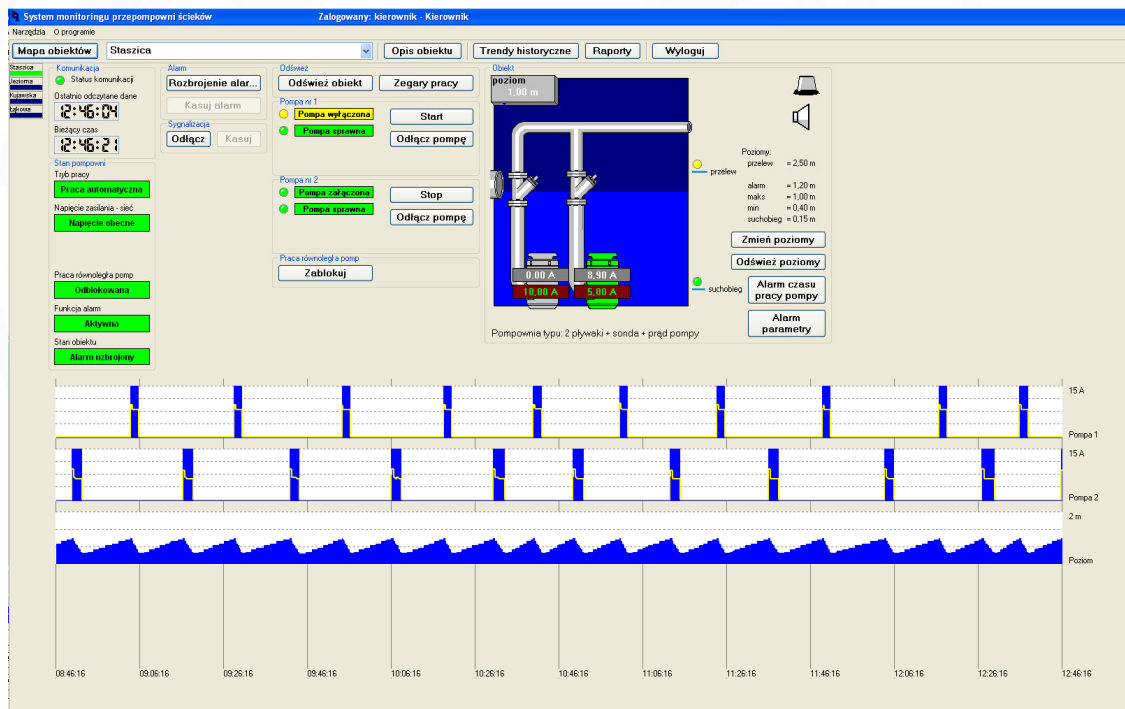 System monitoringu przepompowni ścieków
Zalogowany: kierownik - Kierownik
Narzędzia O programie
Mapa obiektów
Staszica
Opis obiektu
Trendy historyczne
Raporty
Wyloguj
Staszica
Jeziorna
Kujawska
Łąkowa
Komunikacja
Status komunikacji
Ostatnio odczytane dane
12:46:04
Bieżący czas
12:46:21
Stan pompowni
Tryb pracy
Praca automatyczna
Napięcie zasilania - sieć
Napięcie obecne
Praca równoległa pomp
Odblokowana
Funkcja alarm
Aktywna
Stan obiektu
Alarm uzbrojony
Alarm
Rozbrojenie alar...
Kasuj alarm
Sygnalizacja
Odłącz
Kasuj
Odśwież
Odśwież obiekt
Zegary pracy
Pompa nr 1
Pompa wyłączona
Start
Pompa sprawna
Odłącz pompę
Pompa nr 2
Pompa załączona
Stop
Pompa sprawna
Odłącz pompę
Praca równoległa pomp
Zablokuj
Obiekt
poziom
1,00 m
0.00 A
8,90 A
10,00 A
5,00 A
przelew
suchobieg
Pompownia typu: 2 pływaki + sonda + prąd pompy
Poziomy:
przelew = 2,50 m
alarm = 1,20 m
maks = 1,00 m
min = 0,40 m
suchobieg = 0,15 m
Zmień poziomy
Odśwież poziomy
Alarm czasu
pracy pompy
Alarm
parametry
15 A
Pompa 1
15 A
Pompa 2
2 m
Poziom
08:46:16 09:06:16 09:26:16 09:46:16 10:06:16 10:26:16 10:46:16 11:06:16 11:26:16 11:46:16 12:06:16 12:26:16 12:46:16